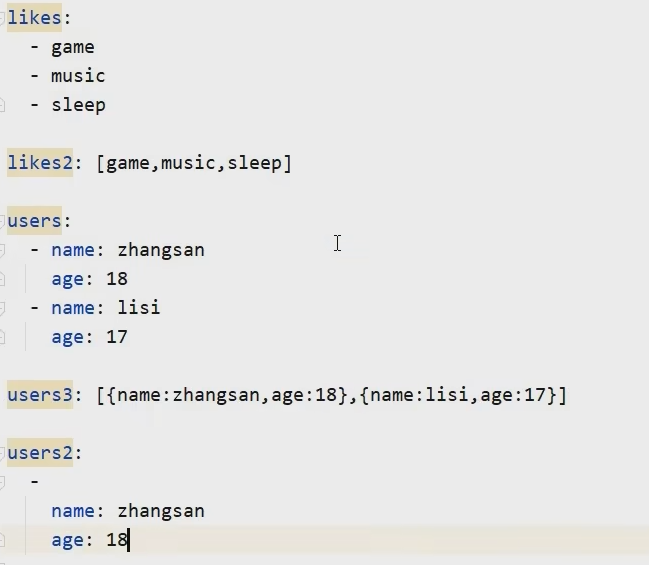 likes:
  - game
  - music
  - sleep
likes2: [game,music,sleep]
users:
  - name: zhangsan
    age: 18
  - name: lisi
    age: 17
users3: [{name:zhangsan,age:18},{name:lisi,age:17}]
users2:
  -
    name: zhangsan
    age: 18